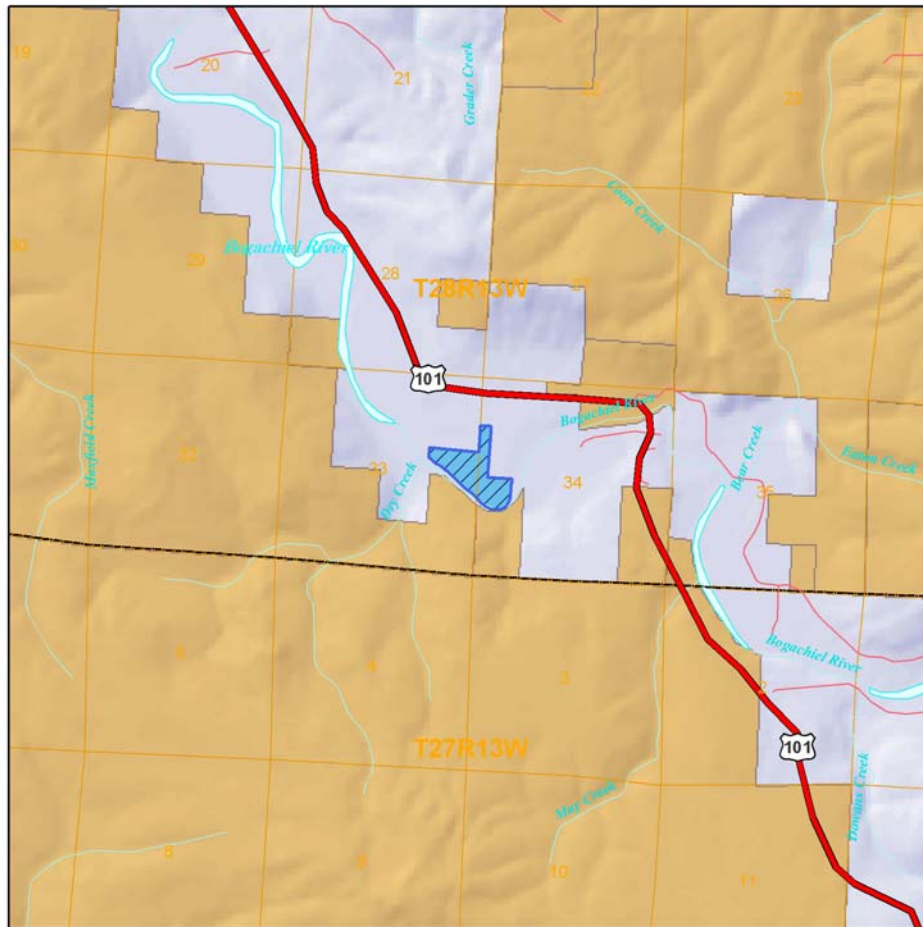 19
20
21
22
23
Grader Creek
Coon Creek
30
29
Bogachiel River
28
T28R13W
27
26
101
Maxfield Creek
32
33
Dry Creek
Bogachiel River
34
Bear Creek
35
Eaton Creek
5
4
3
2
Bogachiel River
T27R13W
101
May Creek
Dowans Creek
8
9
10
11